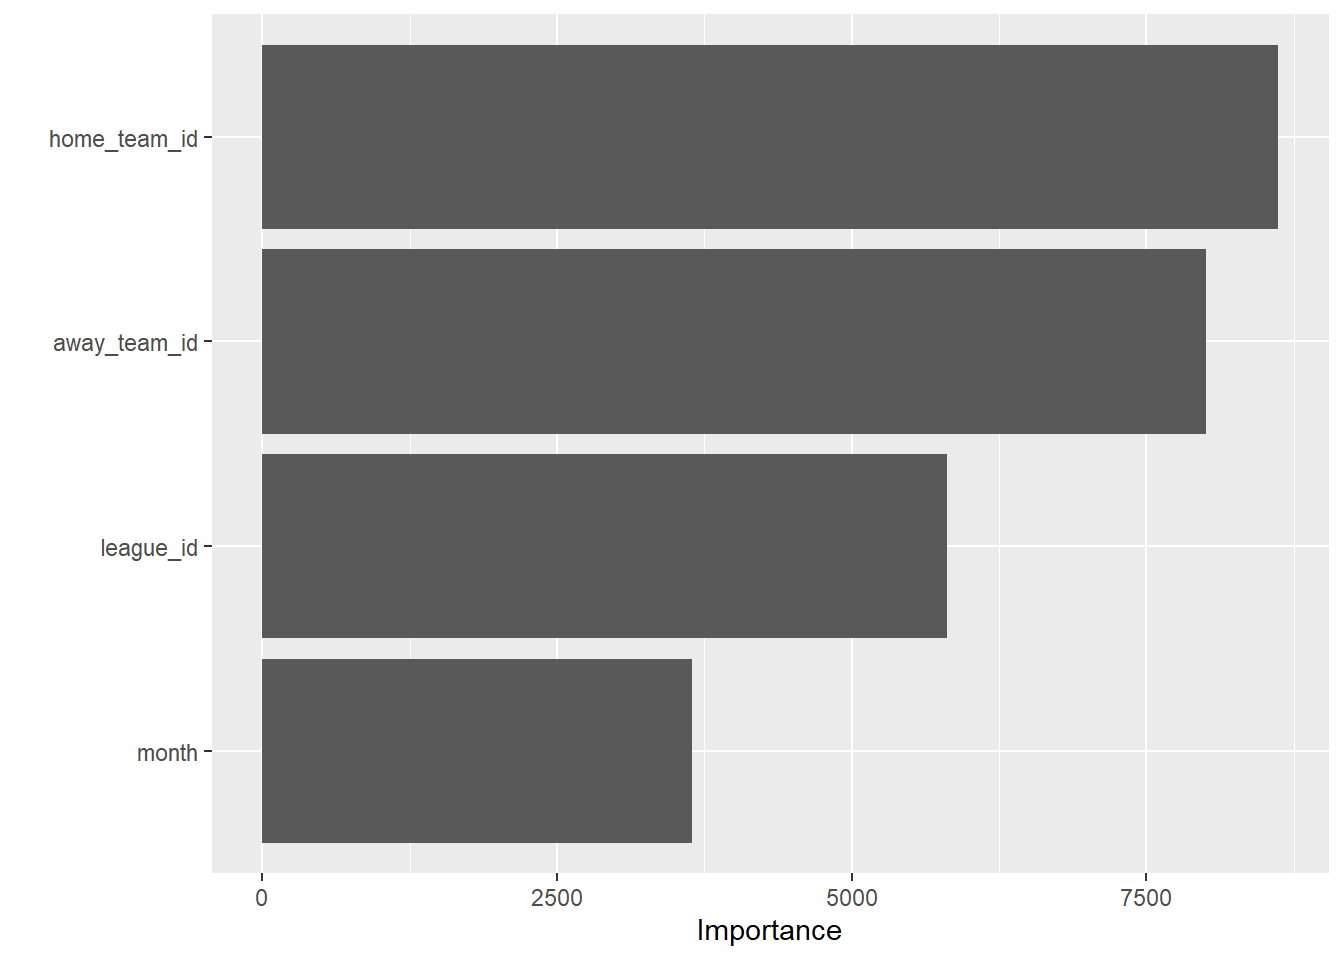 home_team_id
away_team_id
league_id
month
0 2500 5000 7500
Importance